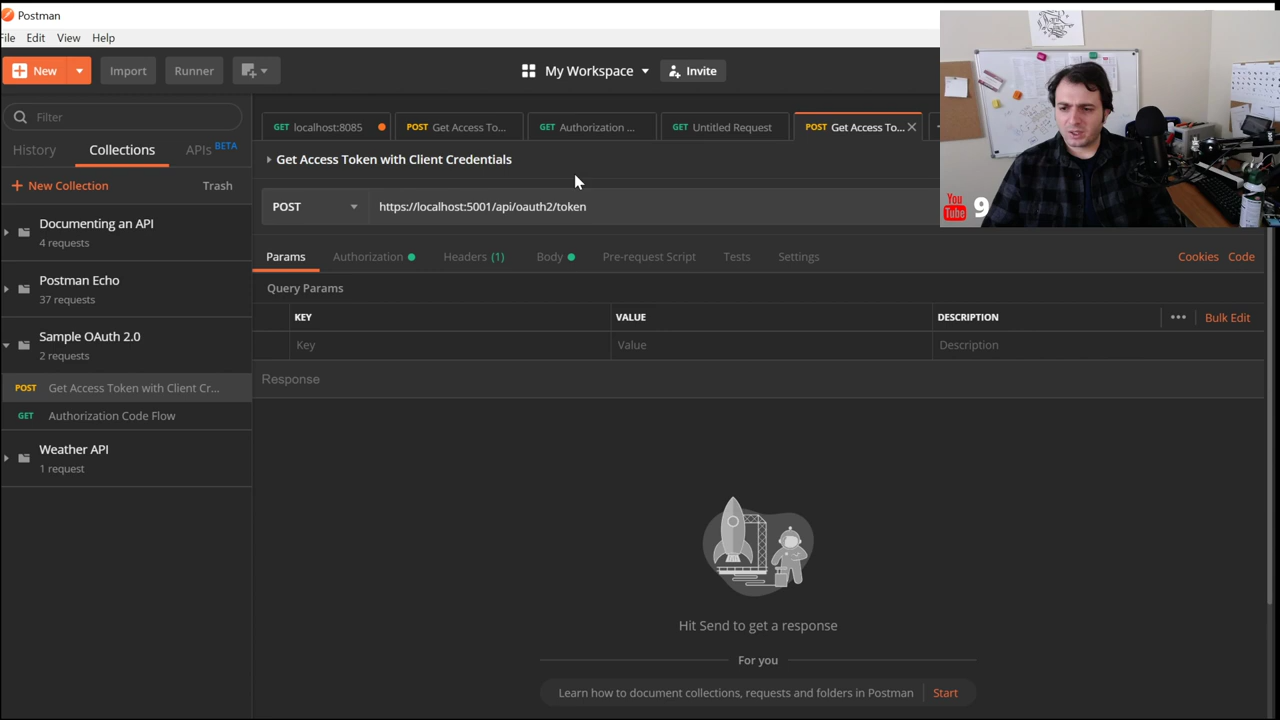 Postman
File Edit View Help
New Import Runner My Workspace Invite
Filter
History Collections APIs BETA
New Collection Trash
Documenting an API
4 requests
Postman Echo
37 requests
Sample OAuth 2.0
2 requests
POST Get Access Token with Client Cr...
GET Authorization Code Flow
Weather API
1 request
GET localhost:8085 POST Get Access To... GET Authorization ... GET Untitled Request POST Get Access To...
Get Access Token with Client Credentials
POST https://localhost:5001/api/oauth2/token
You Tube 9
Params Authorization Headers (1) Body Pre-request Script Tests Settings Cookies Code
Query Params
KEY VALUE DESCRIPTION ••• Bulk Edit
Key Value Description
Response
Hit Send to get a response
For you
Learn how to document collections, requests and folders in Postman Start